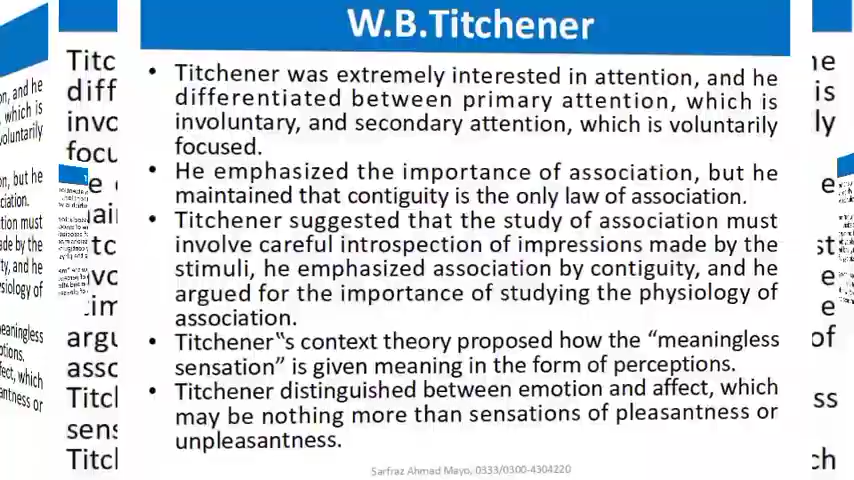 W.B.Titchener
• Titchener was extremely interested in attention, and he
differentiated between primary attention, which is
involuntary, and secondary attention, which is voluntarily
focused.
• He emphasized the importance of association, but he
maintained that contiguity is the only law of association.
• Titchener suggested that the study of association must
involve careful introspection of impressions made by the
stimuli, he emphasized association by contiguity, and he
argued for the importance of studying the physiology of
association.
• Titchener‟s context theory proposed how the “meaningless
sensation” is given meaning in the form of perceptions.
• Titchener distinguished between emotion and affect, which
may be nothing more than sensations of pleasantness or
unpleasantness.
Sarfraz Ahmad Mayo, 0333/0300-4304220